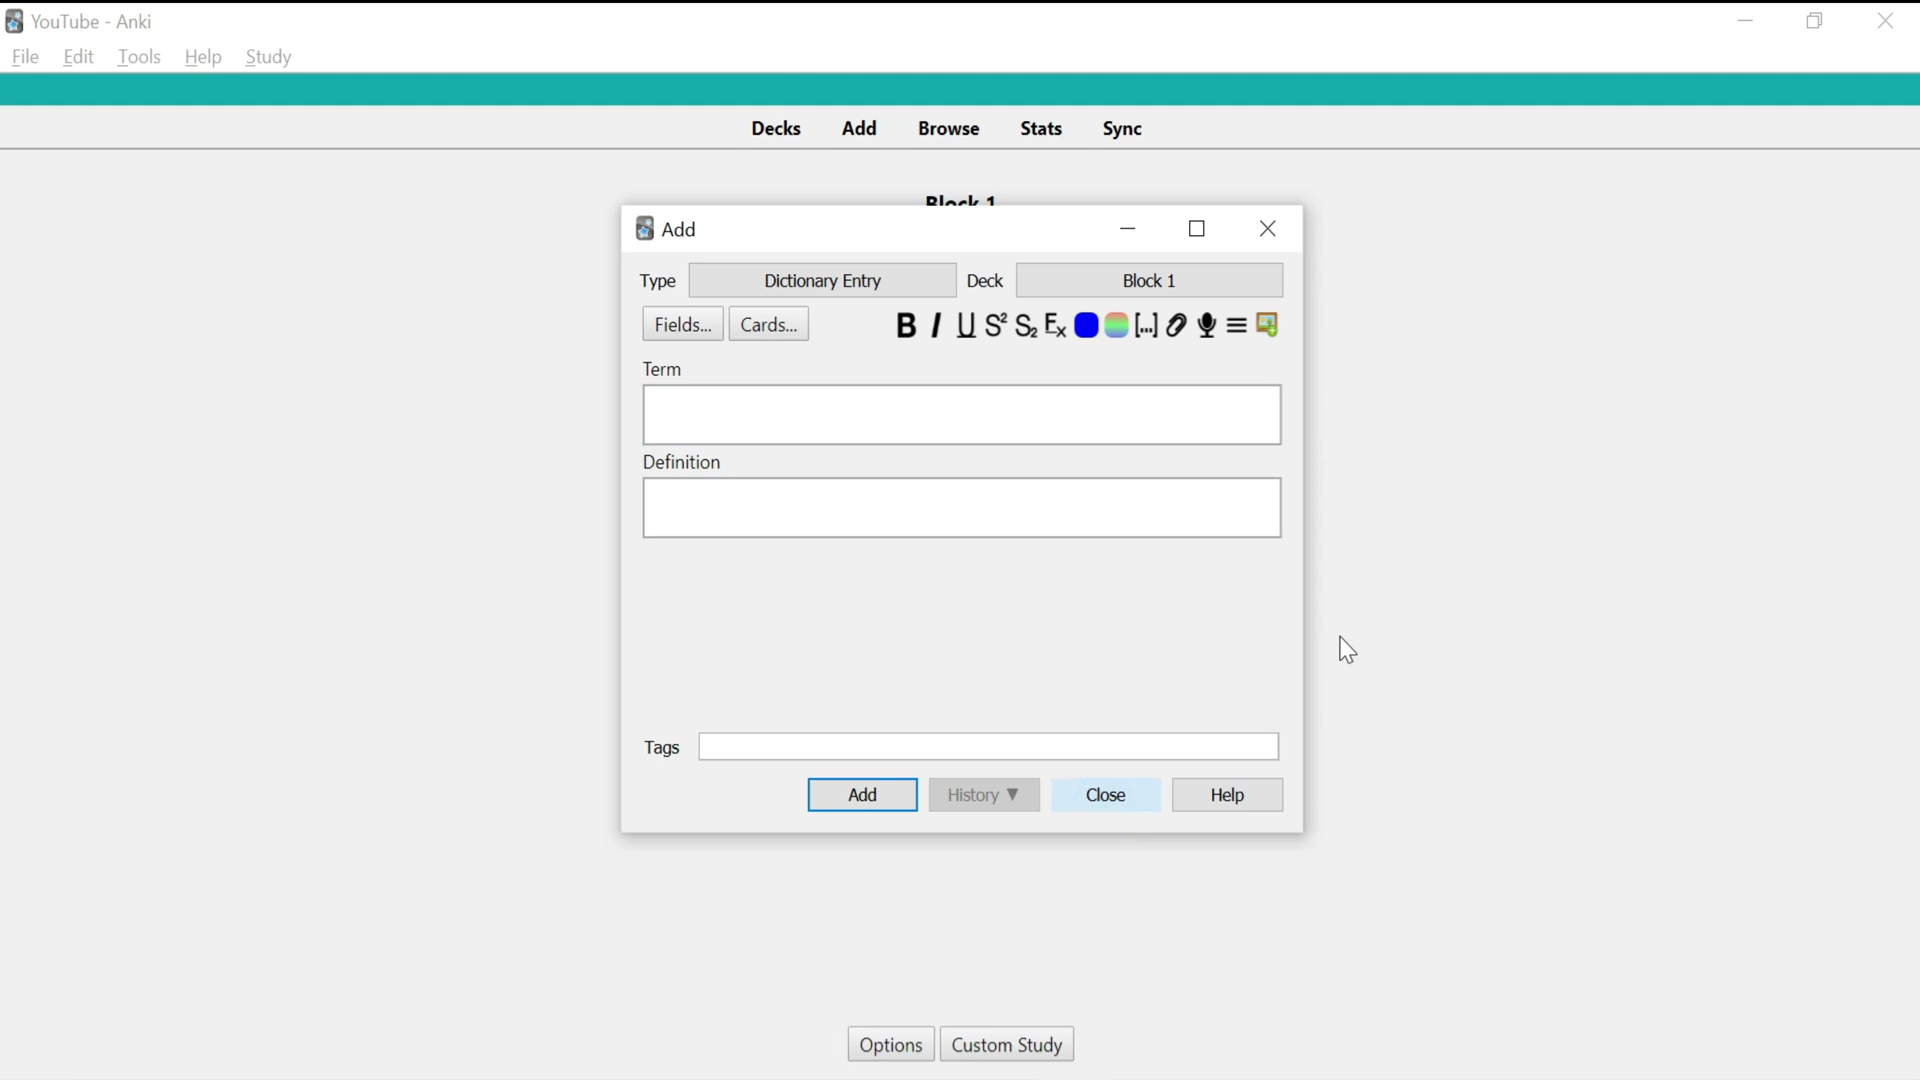 YouTube - Anki
File Edit Tools Help Study
Decks Add Browse Stats Sync
Block 1
Add
Type Dictionary Entry Deck Block 1
Fields... Cards... B I U S² S₂ Ex [...]
Term
Definition
Tags
Add History ▼ Close Help
Options Custom Study